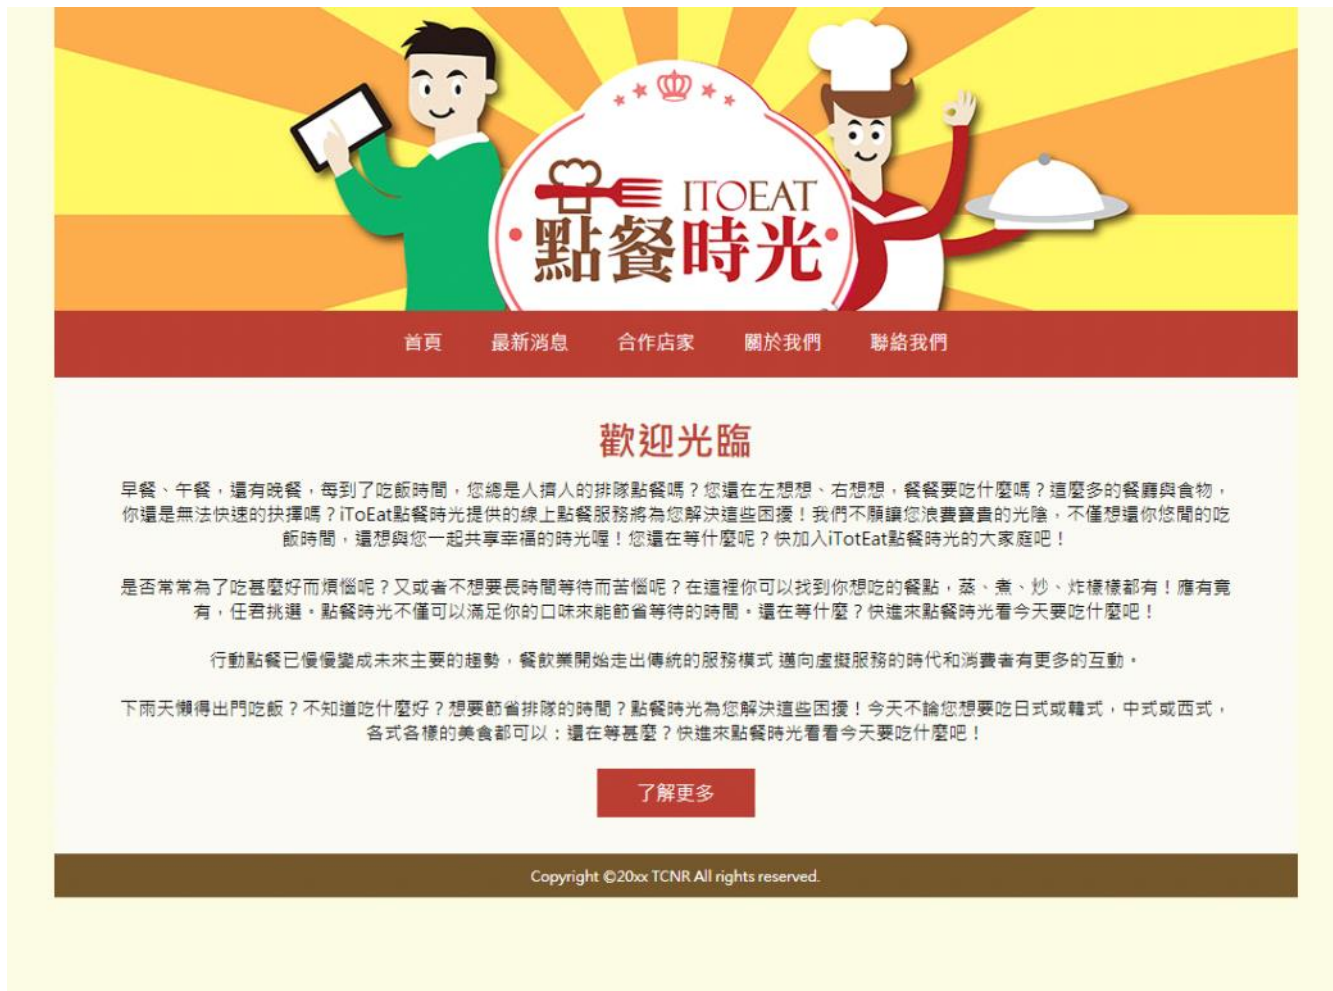 ITOEAT
點餐時光
首頁 最新消息 合作店家 關於我們 聯絡我們
歡迎光臨
早餐、午餐，還有晚餐，每到了吃飯時間，您總是人擠人的排隊點餐嗎？您還在左想想、右想想，餐餐要吃什麼嗎？這麼多的餐廳與食物，
你還是無法快速的抉擇嗎？iToEat點餐時光提供的線上點餐服務將為您解決這些困擾！我們不願讓您浪費寶貴的光陰，不僅想還你悠閒的吃
飯時間，還想與您一起共享幸福的時光喔！您還在等什麼呢？快加入iTotEat點餐時光的大家庭吧！
是否常常為了吃甚麼好而煩惱呢？又或者不想要長時間等待而苦惱呢？在這裡你可以找到你想吃的餐點，蒸、煮、炒、炸樣樣都有！應有竟
有，任君挑選。點餐時光不僅可以滿足你的口味來能節省等待的時間。還在等什麼？快進來點餐時光看今天要吃什麼吧！
行動點餐已慢慢變成未來主要的趨勢，餐飲業開始走出傳統的服務模式 邁向虛擬服務的時代和消費者有更多的互動。
下雨天懶得出門吃飯？不知道吃什麼好？想要節省排隊的時間？點餐時光為您解決這些困擾！今天不論您想要吃日式或韓式，中式或西式，
各式各樣的美食都可以：還在等甚麼？快進來點餐時光看看今天要吃什麼吧！
了解更多
Copyright ©20xx TCNR All rights reserved.